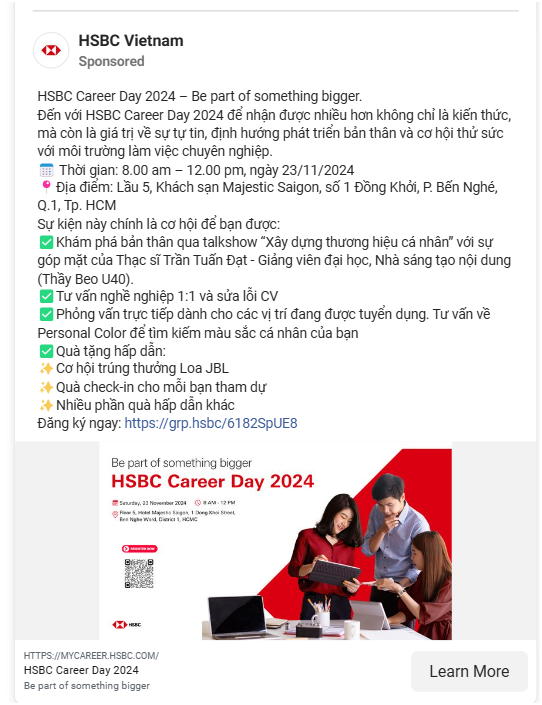 HSBC Vietnam
Sponsored
HSBC Career Day 2024 – Be part of something bigger.
Đến với HSBC Career Day 2024 để nhận được nhiều hơn không chỉ là kiến thức,
mà còn là giá trị về sự tự tin, định hướng phát triển bản thân và cơ hội thử sức
với môi trường làm việc chuyên nghiệp.
🗓️ Thời gian: 8.00 am – 12.00 pm, ngày 23/11/2024
📍 Địa điểm: Lầu 5, Khách sạn Majestic Saigon, số 1 Đồng Khởi, P. Bến Nghé,
Q.1, Tp. HCM
Sự kiện này chính là cơ hội để bạn được:
✅ Khám phá bản thân qua talkshow “Xây dựng thương hiệu cá nhân” với sự
góp mặt của Thạc sĩ Trần Tuấn Đạt - Giảng viên đại học, Nhà sáng tạo nội dung
(Thầy Beo U40).
✅ Tư vấn nghề nghiệp 1:1 và sửa lỗi CV
✅ Phỏng vấn trực tiếp dành cho các vị trí đang được tuyển dụng. Tư vấn về
Personal Color để tìm kiếm màu sắc cá nhân của bạn
✅ Quà tặng hấp dẫn:
✨ Cơ hội trúng thưởng Loa JBL
✨ Quà check-in cho mỗi bạn tham dự
✨ Nhiều phần quà hấp dẫn khác
Đăng ký ngay: https://grp.hsbc/6182SpUE8
Be part of something bigger
HSBC Career Day 2024
Saturday, 23 November 2024 8 AM - 12 PM
Floor 5, Hotel Majestic Saigon, 1 Dong Khoi Street,
Ben Nghe Ward, District 1, HCMC
REGISTER NOW
HSBC
HTTPS://MYCAREER.HSBC.COM/
HSBC Career Day 2024
Be part of something bigger
Learn More